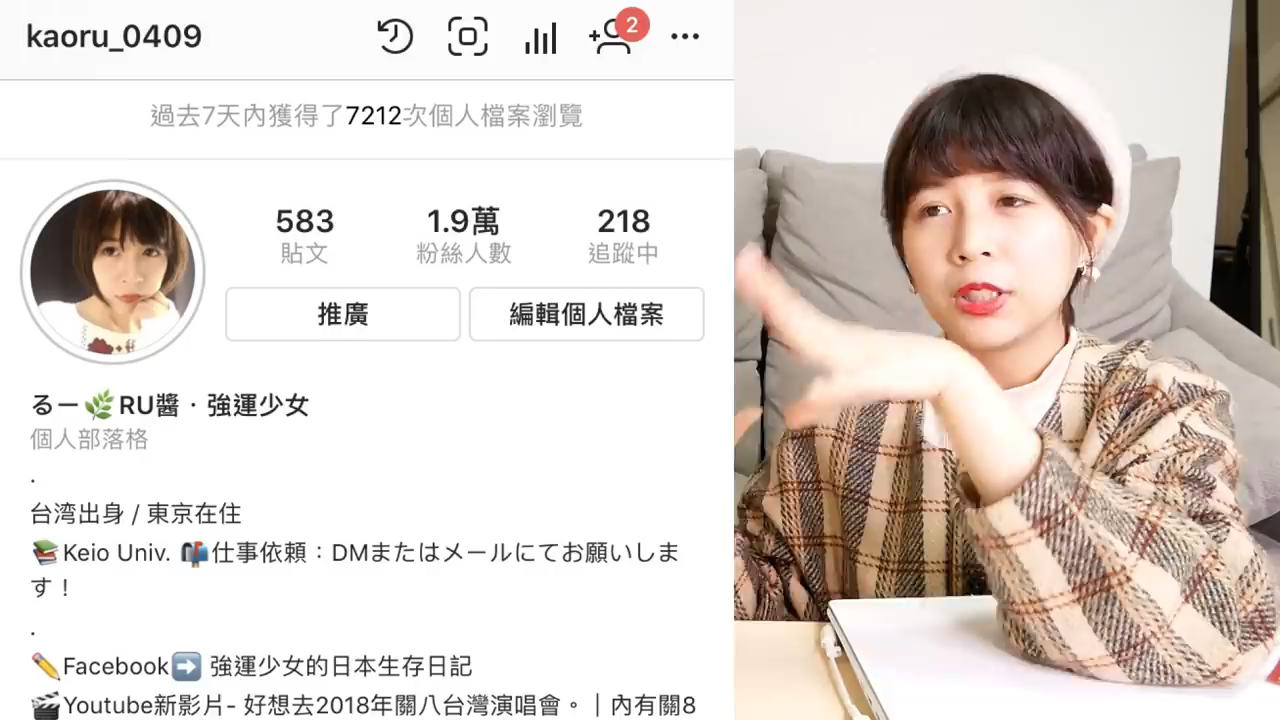 kaoru_0409
2
過去7天內獲得了7212次個人檔案瀏覽
583 1.9萬 218
貼文 粉絲人數 追蹤中
推廣 編輯個人檔案
るー🌿RU醬·強運少女
個人部落格
.
台湾出身 / 東京在住
📚Keio Univ. 📬仕事依頼：DMまたはメールにてお願いしま
す！
.
✏️Facebook➡️ 強運少女的日本生存日記
🎬Youtube新影片- 好想去2018年關八台灣演唱會。｜內有關8